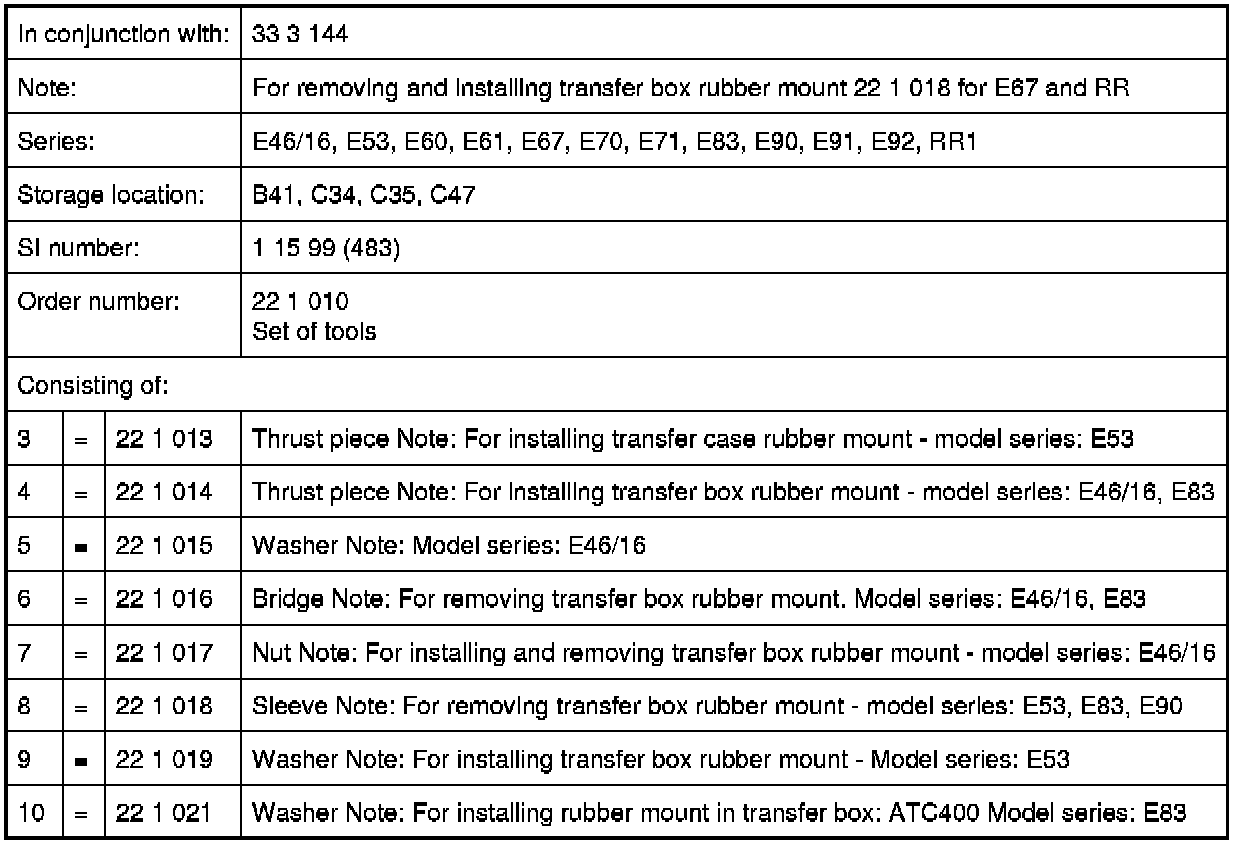 In conjunction with: 33 3 144
Note: For removing and installing transfer box rubber mount 22 1 018 for E67 and RR
Series: E46/16, E53, E60, E61, E67, E70, E71, E83, E90, E91, E92, RR1
Storage location: B41, C34, C35, C47
SI number: 1 15 99 (483)
Order number: 22 1 010
Set of tools
Consisting of:
3 = 22 1 013 Thrust piece Note: For installing transfer case rubber mount - model series: E53
4 = 22 1 014 Thrust piece Note: For installing transfer box rubber mount - model series: E46/16, E83
5 = 22 1 015 Washer Note: Model series: E46/16
6 = 22 1 016 Bridge Note: For removing transfer box rubber mount. Model series: E46/16, E83
7 = 22 1 017 Nut Note: For installing and removing transfer box rubber mount - model series: E46/16
8 = 22 1 018 Sleeve Note: For removing transfer box rubber mount - model series: E53, E83, E90
9 = 22 1 019 Washer Note: For installing transfer box rubber mount - Model series: E53
10 = 22 1 021 Washer Note: For installing rubber mount in transfer box: ATC400 Model series: E83